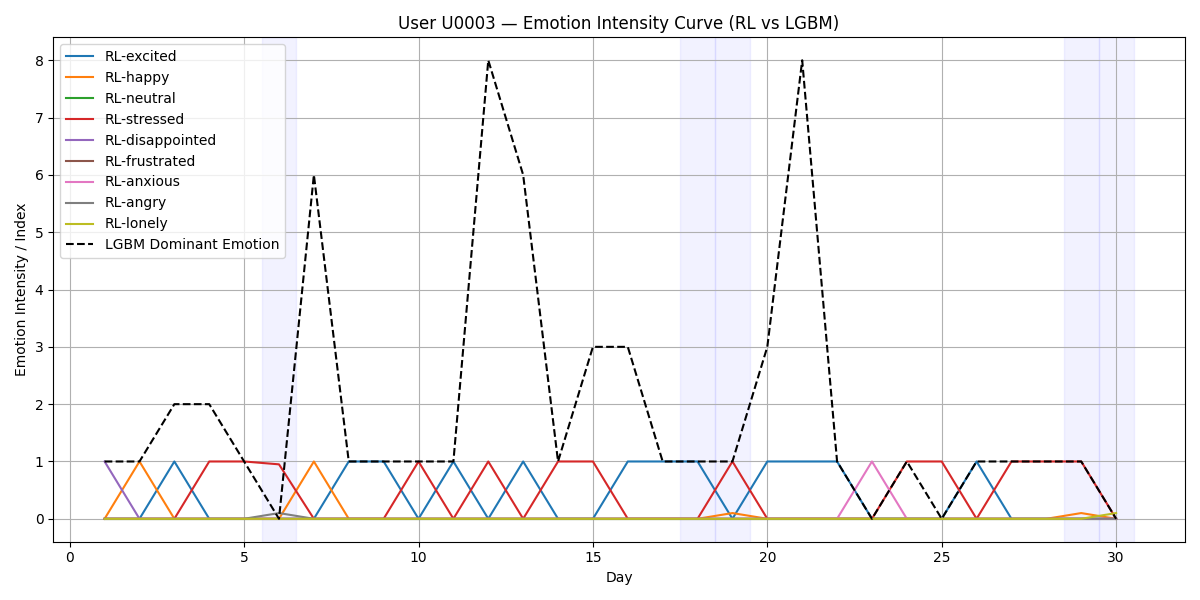 User U0003 — Emotion Intensity Curve (RL vs LGBM)
RL-excited
RL-happy
RL-neutral
RL-stressed
RL-disappointed
RL-frustrated
RL-anxious
RL-angry
RL-lonely
LGBM Dominant Emotion
Emotion Intensity / Index
8
7
6
5
4
3
2
1
0
0 5 10 15 20 25 30
Day